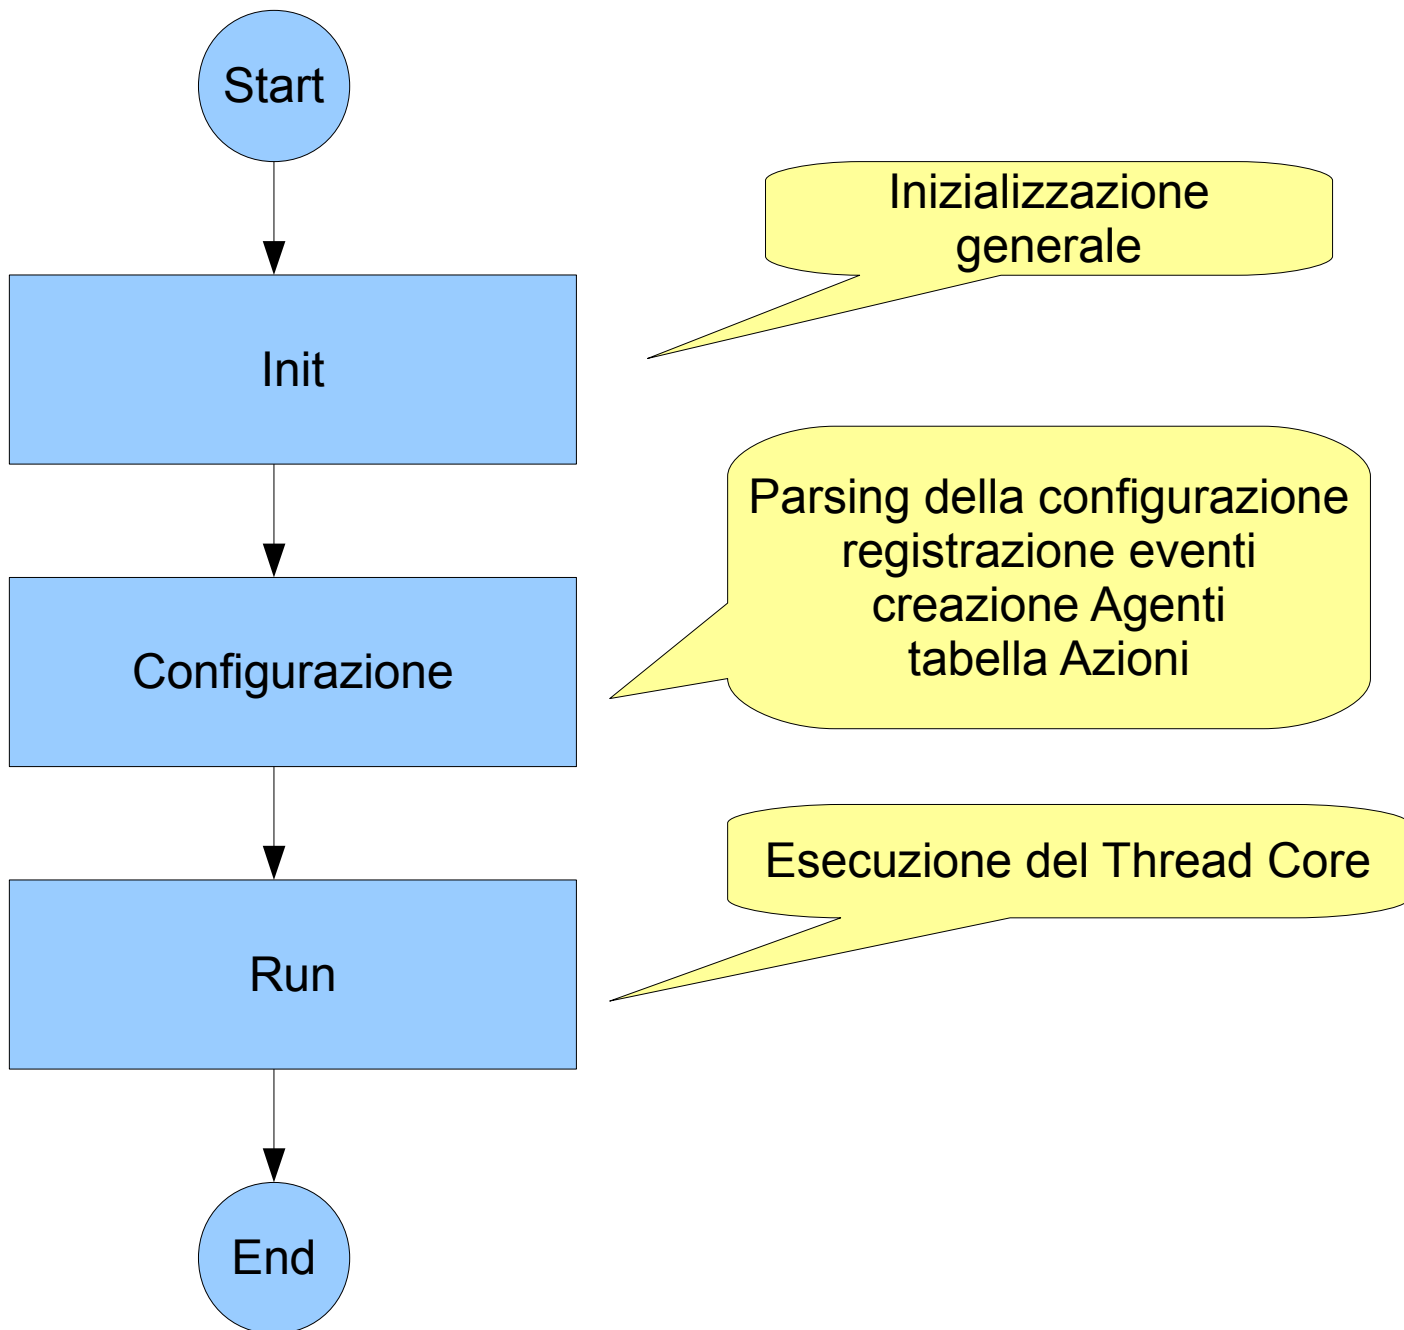 Start
Inizializzazione
generale
Init
Parsing della configurazione
registrazione eventi
creazione Agenti
tabella Azioni
Configurazione
Esecuzione del Thread Core
Run
End